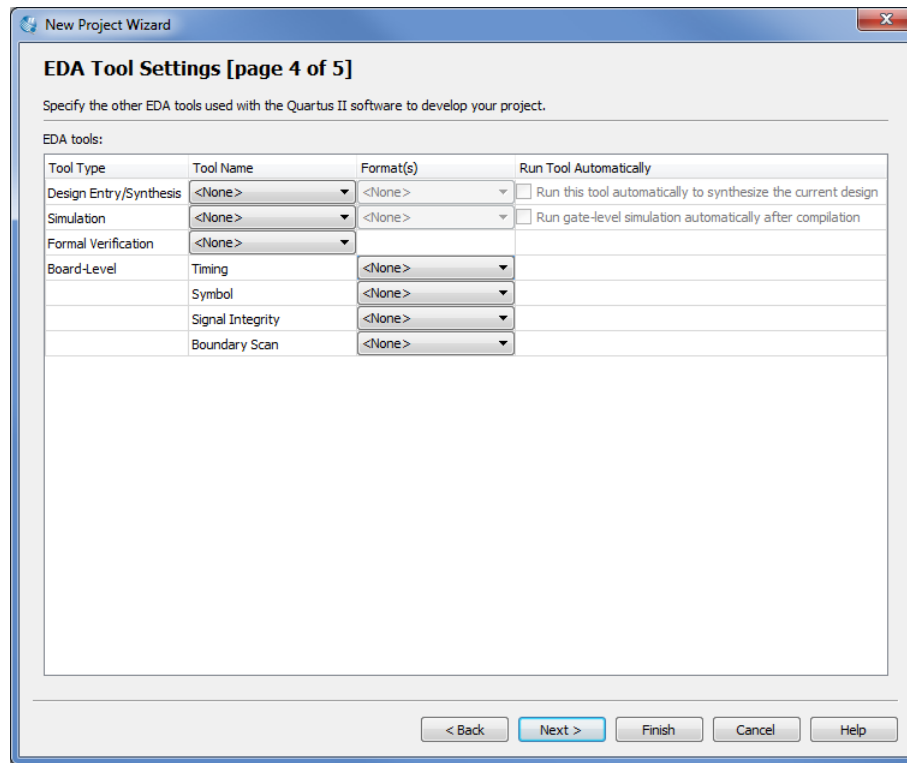 New Project Wizard
EDA Tool Settings [page 4 of 5]
Specify the other EDA tools used with the Quartus II software to develop your project.
EDA tools:
Tool Type Tool Name Format(s) Run Tool Automatically
Design Entry/Synthesis <None> <None> Run this tool automatically to synthesize the current design
Simulation <None> <None> Run gate-level simulation automatically after compilation
Formal Verification <None>
Board-Level Timing <None>
Symbol <None>
Signal Integrity <None>
Boundary Scan <None>
< Back Next > Finish Cancel Help